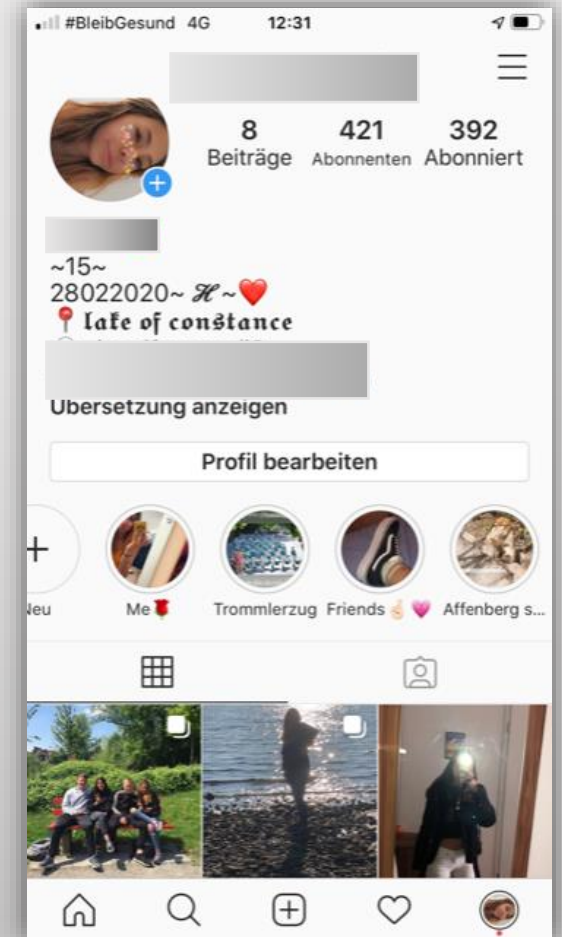 #BleibGesund 4G 12:31
8 421 392
Beiträge Abonnenten Abonniert
~15~
28022020~ ℋ ~❤️
📍 𝖑𝖆𝖐𝖊 𝖔𝖋 𝖈𝖔𝖓𝖘𝖙𝖆𝖓𝖈𝖊
Übersetzung anzeigen
Profil bearbeiten
Neu Me🌹 Trommlerzug Friends🤞🏻💗 Affenberg s...